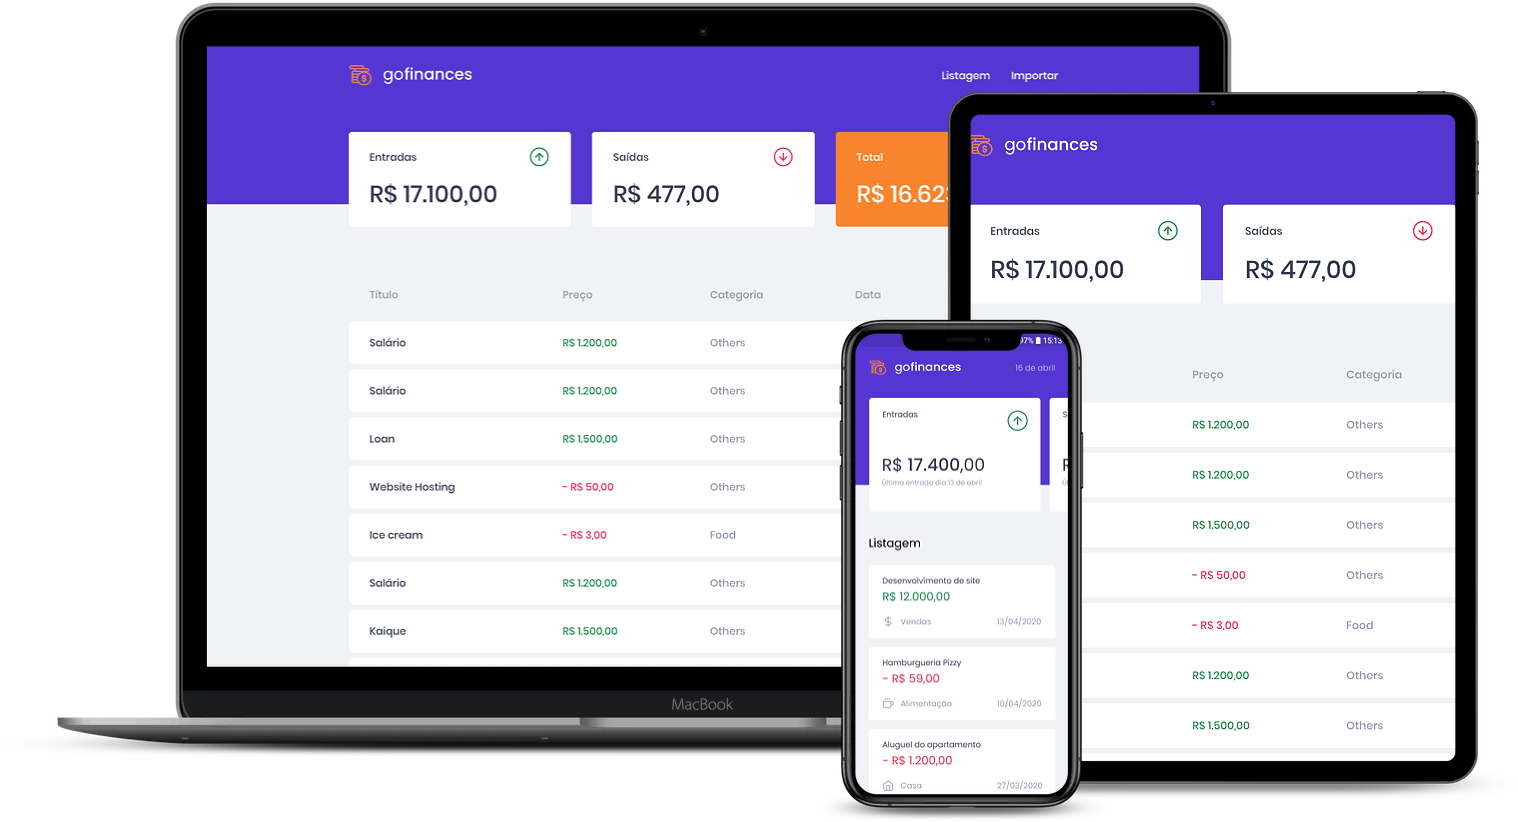 gofinances
Listagem Importar
Entradas
R$ 17.100,00
Saídas
R$ 477,00
Total
R$ 16.623
Título Preço Categoria Data
Salário R$ 1.200,00 Others
Salário R$ 1.200,00 Others
Loan R$ 1.500,00 Others
Website Hosting - R$ 50,00 Others
Ice cream - R$ 3,00 Food
Salário R$ 1.200,00 Others
Kaique R$ 1.500,00 Others
MacBook
gofinances
Entradas
R$ 17.100,00
Saídas
R$ 477,00
Preço Categoria
R$ 1.200,00 Others
R$ 1.200,00 Others
R$ 1.500,00 Others
- R$ 50,00 Others
- R$ 3,00 Food
R$ 1.200,00 Others
R$ 1.500,00 Others
97% 15:13
gofinances 16 de abril
Entradas
R$ 17.400,00
Última entrada dia 13 de abril
Listagem
Desenvolvimento de site
R$ 12.000,00
Vendas 13/04/2020
Hamburgueria Pizzy
- R$ 59,00
Alimentação 10/04/2020
Aluguel do apartamento
- R$ 1.200,00
Casa 27/03/2020